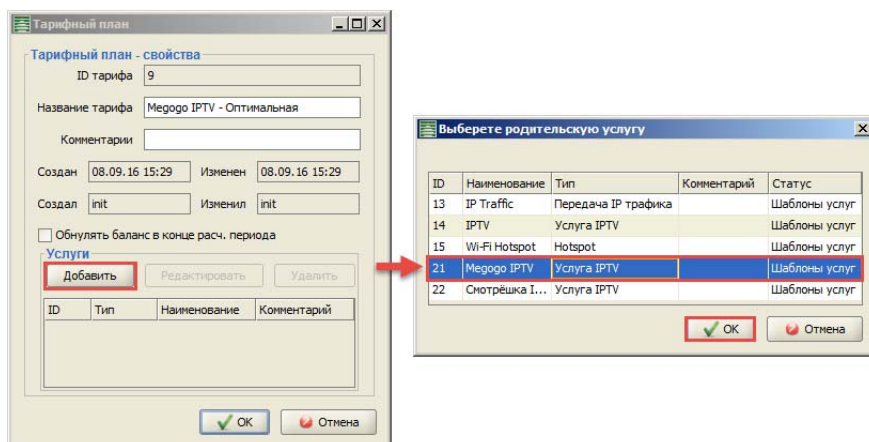 Тарифный план
Тарифный план - свойства
ID тарифа 9
Название тарифа Megogo IPTV - Оптимальная
Комментарии
Создан 08.09.16 15:29 Изменен 08.09.16 15:29
Создал init Изменил init
Обнулять баланс в конце расч. периода
Услуги
Добавить Редактировать Удалить
ID Тип Наименование Комментарий
OK Отмена
Выберете родительскую услугу
ID Наименование Тип Комментарий Статус
13 IP Traffic Передача IP трафика Шаблоны услуг
14 IPTV Услуга IPTV Шаблоны услуг
15 Wi-Fi Hotspot Hotspot Шаблоны услуг
21 Megogo IPTV Услуга IPTV Шаблоны услуг
22 Смотрёшка I... Услуга IPTV Шаблоны услуг
OK Отмена